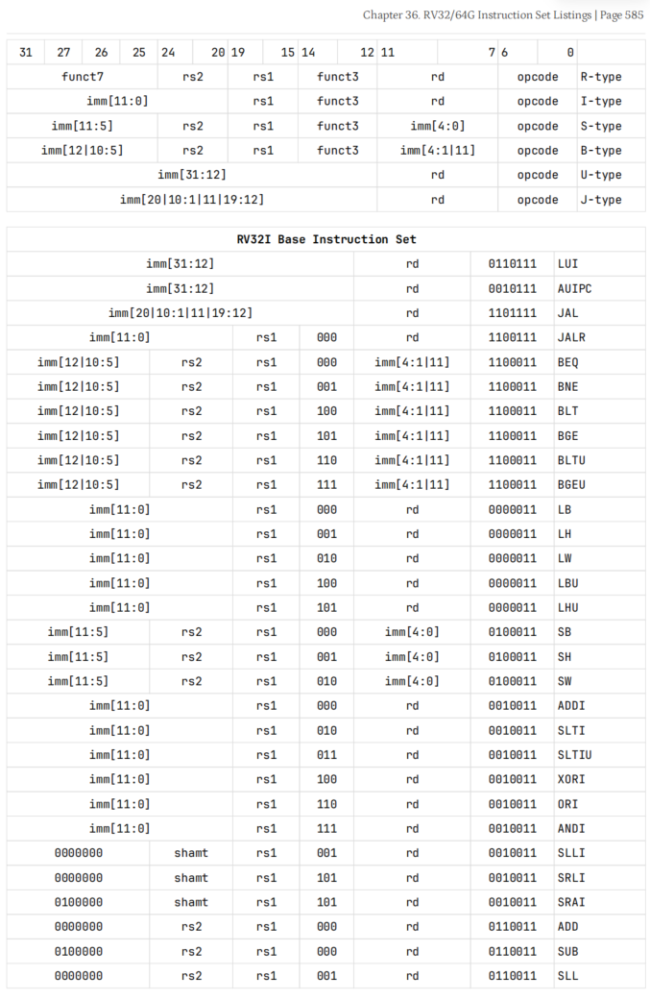 Chapter 36. RV32/64G Instruction Set Listings | Page 585
31 27 26 25 24 20 19 15 14 12 11 7 6 0
funct7 rs2 rs1 funct3 rd opcode R-type
imm[11:0] rs1 funct3 rd opcode I-type
imm[11:5] rs2 rs1 funct3 imm[4:0] opcode S-type
imm[12|10:5] rs2 rs1 funct3 imm[4:1|11] opcode B-type
imm[31:12] rd opcode U-type
imm[20|10:1|11|19:12] rd opcode J-type
RV32I Base Instruction Set
imm[31:12] rd 0110111 LUI
imm[31:12] rd 0010111 AUIPC
imm[20|10:1|11|19:12] rd 1101111 JAL
imm[11:0] rs1 000 rd 1100111 JALR
imm[12|10:5] rs2 rs1 000 imm[4:1|11] 1100011 BEQ
imm[12|10:5] rs2 rs1 001 imm[4:1|11] 1100011 BNE
imm[12|10:5] rs2 rs1 100 imm[4:1|11] 1100011 BLT
imm[12|10:5] rs2 rs1 101 imm[4:1|11] 1100011 BGE
imm[12|10:5] rs2 rs1 110 imm[4:1|11] 1100011 BLTU
imm[12|10:5] rs2 rs1 111 imm[4:1|11] 1100011 BGEU
imm[11:0] rs1 000 rd 0000011 LB
imm[11:0] rs1 001 rd 0000011 LH
imm[11:0] rs1 010 rd 0000011 LW
imm[11:0] rs1 100 rd 0000011 LBU
imm[11:0] rs1 101 rd 0000011 LHU
imm[11:5] rs2 rs1 000 imm[4:0] 0100011 SB
imm[11:5] rs2 rs1 001 imm[4:0] 0100011 SH
imm[11:5] rs2 rs1 010 imm[4:0] 0100011 SW
imm[11:0] rs1 000 rd 0010011 ADDI
imm[11:0] rs1 010 rd 0010011 SLTI
imm[11:0] rs1 011 rd 0010011 SLTIU
imm[11:0] rs1 100 rd 0010011 XORI
imm[11:0] rs1 110 rd 0010011 ORI
imm[11:0] rs1 111 rd 0010011 ANDI
0000000 shamt rs1 001 rd 0010011 SLLI
0000000 shamt rs1 101 rd 0010011 SRLI
0100000 shamt rs1 101 rd 0010011 SRAI
0000000 rs2 rs1 000 rd 0110011 ADD
0100000 rs2 rs1 000 rd 0110011 SUB
0000000 rs2 rs1 001 rd 0110011 SLL